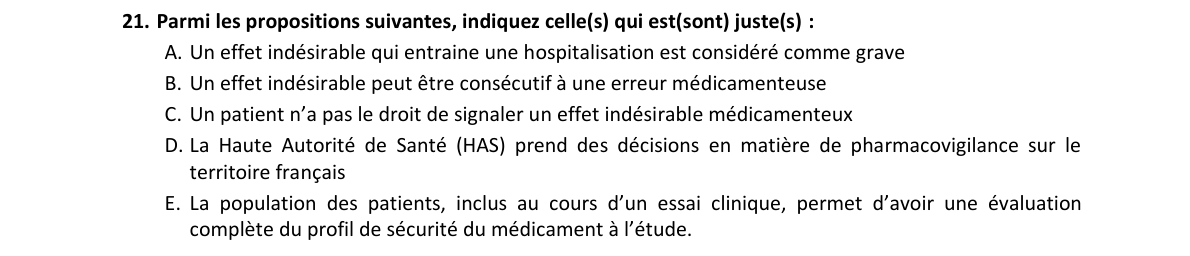 21. Parmi les propositions suivantes, indiquez celle(s) qui est(sont) juste(s) :
A. Un effet indésirable qui entraine une hospitalisation est considéré comme grave
B. Un effet indésirable peut être consécutif à une erreur médicamenteuse
C. Un patient n’a pas le droit de signaler un effet indésirable médicamenteux
D. La Haute Autorité de Santé (HAS) prend des décisions en matière de pharmacovigilance sur le
territoire français
E. La population des patients, inclus au cours d’un essai clinique, permet d’avoir une évaluation
complète du profil de sécurité du médicament à l’étude.